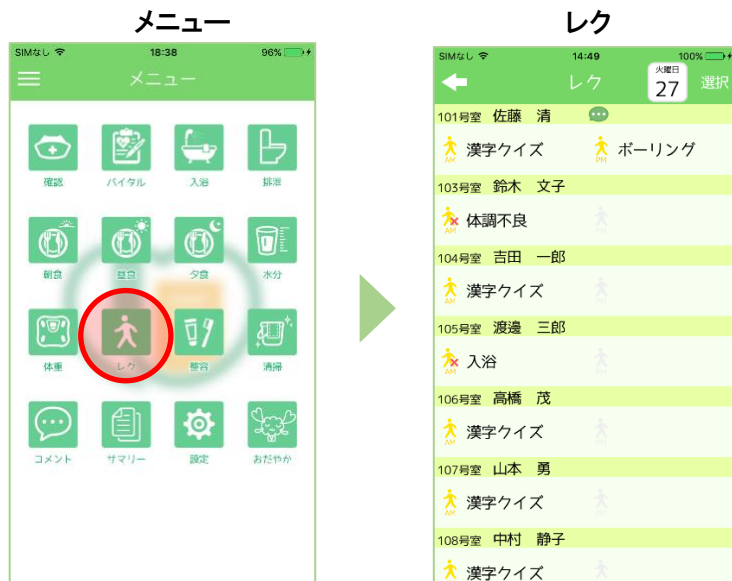 メニュー
SIMなし 18:38 96%
メニュー
確認 バイタル 入浴 排泄
朝食 昼食 夕食 水分
体重 レク 整容 清掃
コメント サマリー 設定 おだやか
レク
SIMなし 14:49 100%
レク 火曜日 27 選択
101号室 佐藤 清
AM 漢字クイズ PM ボーリング
103号室 鈴木 文子
AM 体調不良
104号室 吉田 一郎
AM 漢字クイズ
105号室 渡邊 三郎
AM 入浴
106号室 高橋 茂
AM 漢字クイズ
107号室 山本 勇
AM 漢字クイズ
108号室 中村 静子
漢字クイズ